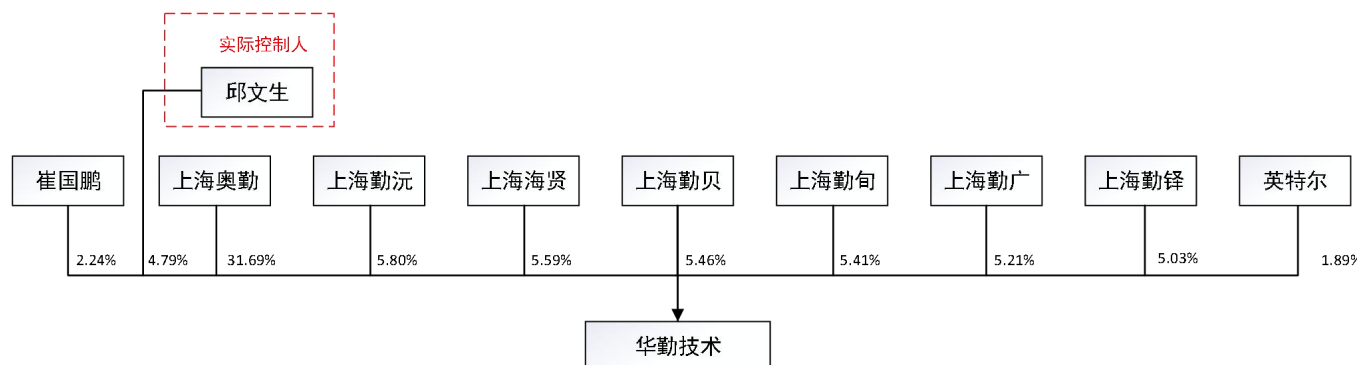 实际控制人
邱文生
崔国鹏
上海奥勤
上海勤沅
上海海贤
上海勤贝
上海勤旬
上海勤广
上海勤铎
英特尔
2.24%
4.79%
31.69%
5.80%
5.59%
5.46%
5.41%
5.21%
5.03%
1.89%
华勤技术